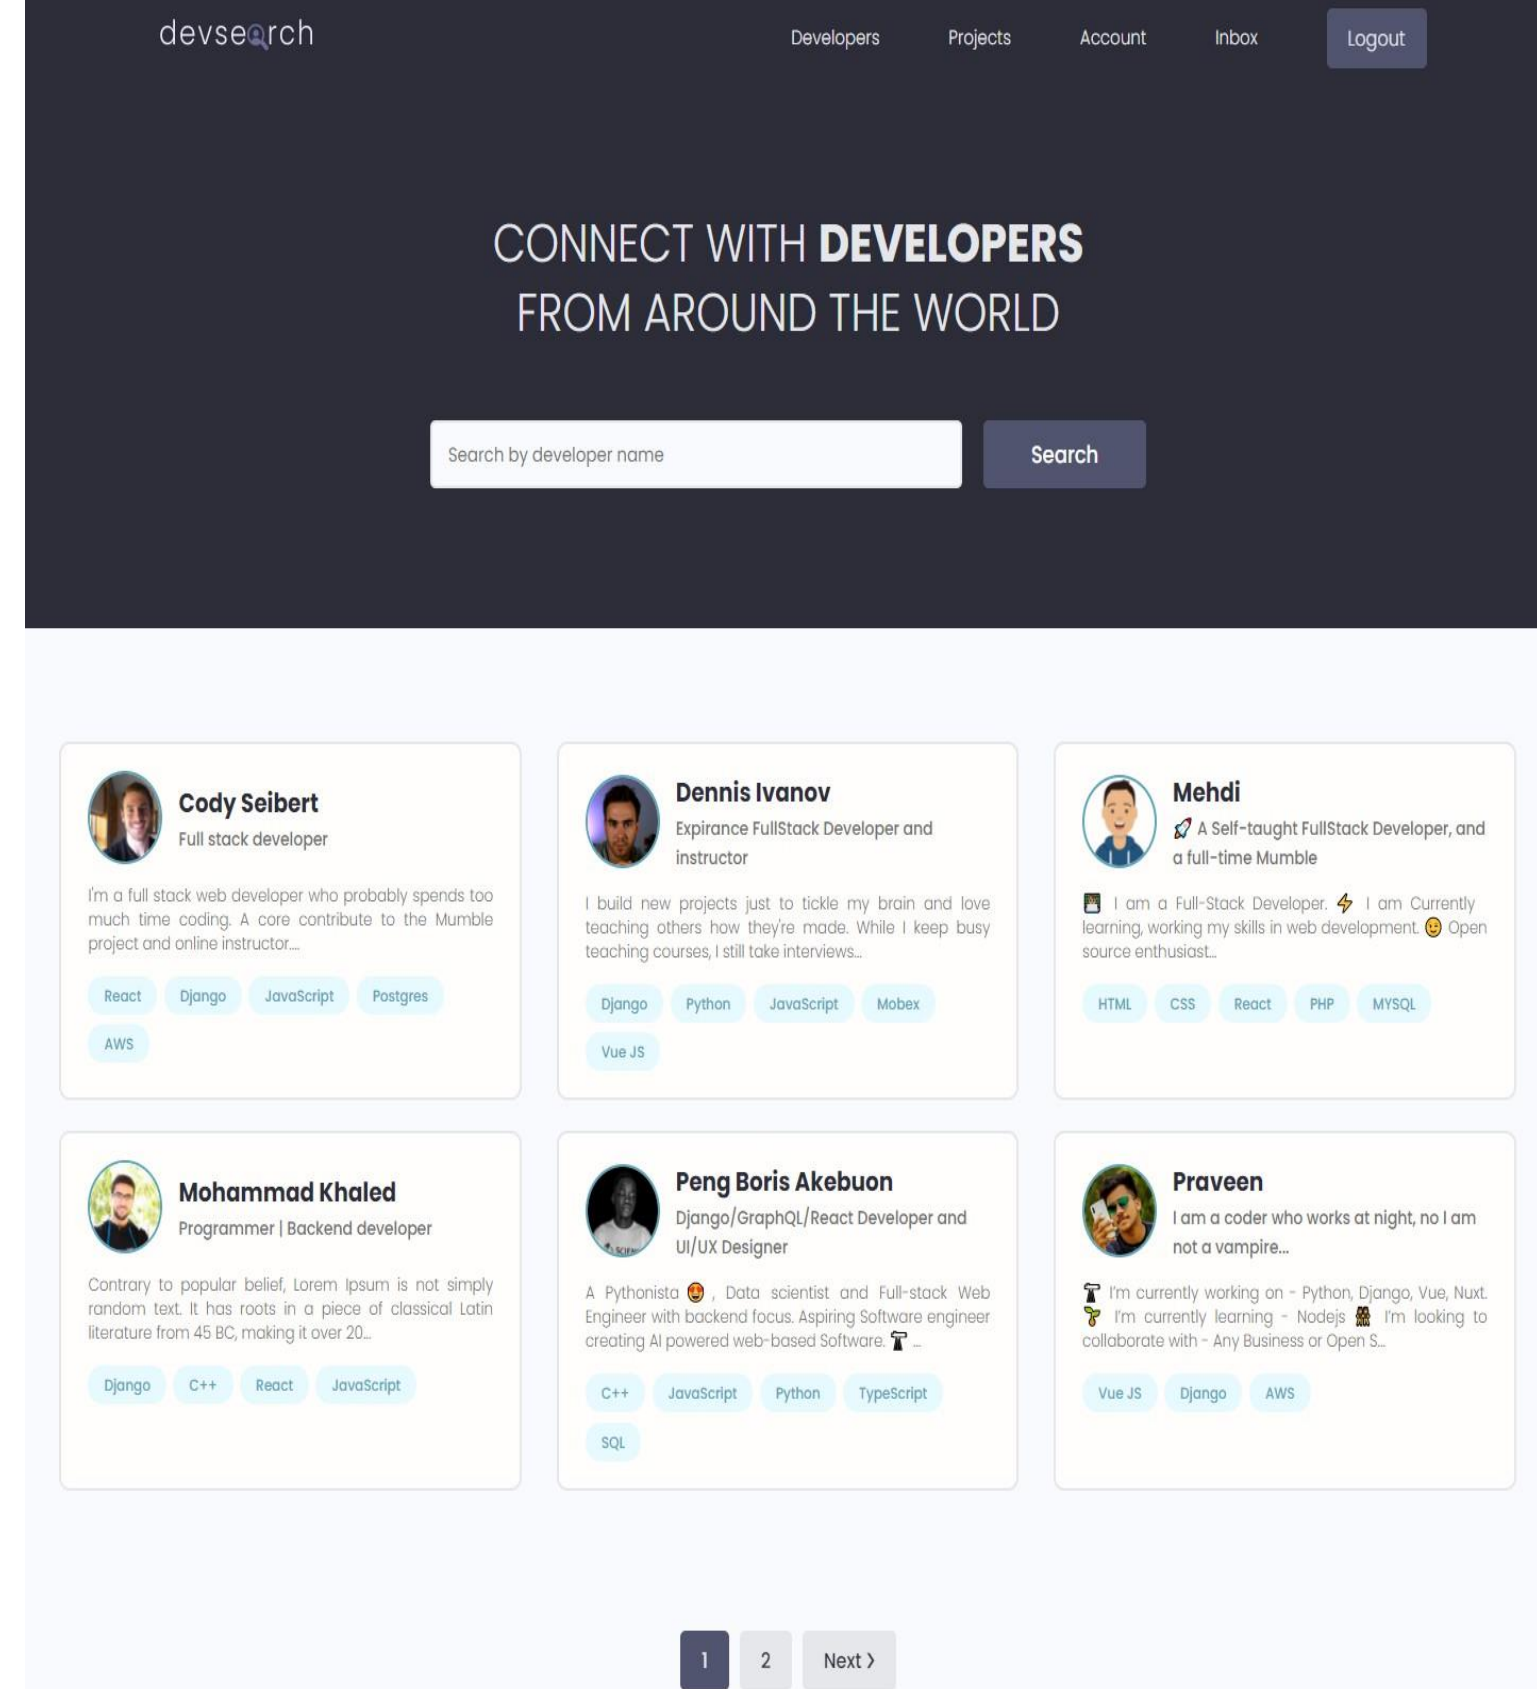 devsearch
Developers
Projects
Account
Inbox
Logout
CONNECT WITH DEVELOPERS
FROM AROUND THE WORLD
Search by developer name
Search
Cody Seibert
Full stack developer
I'm a full stack web developer who probably spends too
much time coding. A core contribute to the Mumble
project and online instructor....
React Django JavaScript Postgres
AWS
Dennis Ivanov
Expirance FullStack Developer and
instructor
I build new projects just to tickle my brain and love
teaching others how they're made. While I keep busy
teaching courses, I still take interviews...
Django Python JavaScript Mobex
Vue JS
Mehdi
🚀 A Self-taught FullStack Developer, and
a full-time Mumble
I am a Full-Stack Developer. ⚡ I am Currently
learning, working my skills in web development. 😉 Open
source enthusiast...
HTML CSS React PHP MYSQL
Mohammad Khaled
Programmer | Backend developer
Contrary to popular belief, Lorem Ipsum is not simply
random text. It has roots in a piece of classical Latin
literature from 45 BC, making it over 20...
Django C++ React JavaScript
Peng Boris Akebuon
Django/GraphQL/React Developer and
UI/UX Designer
A Pythonista 😍 , Data scientist and Full-stack Web
Engineer with backend focus. Aspiring Software engineer
creating AI powered web-based Software. 🔭 ...
C++ JavaScript Python TypeScript
SQL
Praveen
I am a coder who works at night, no I am
not a vampire...
🔭 I'm currently working on - Python, Django, Vue, Nuxt.
🌱 I'm currently learning - Nodejs 👯 I'm looking to
collaborate with - Any Business or Open S...
Vue JS Django AWS
1 2 Next ❯